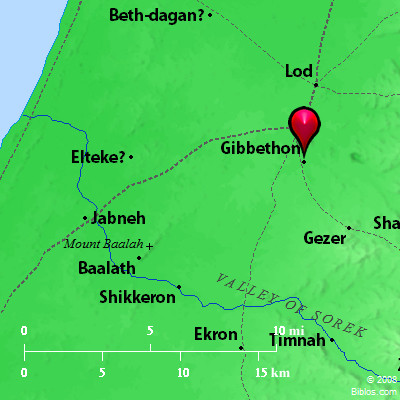 Beth-dagan?
Lod
Gibbethon
Elteke?
Jabneh
Sha
Mount Baalah
Gezer
Baalath
Shikkeron
VALLEY OF SOREK
0 5 10 mi
Ekron
Timnah
0 5 10 15 km
© 2008
Biblos.com